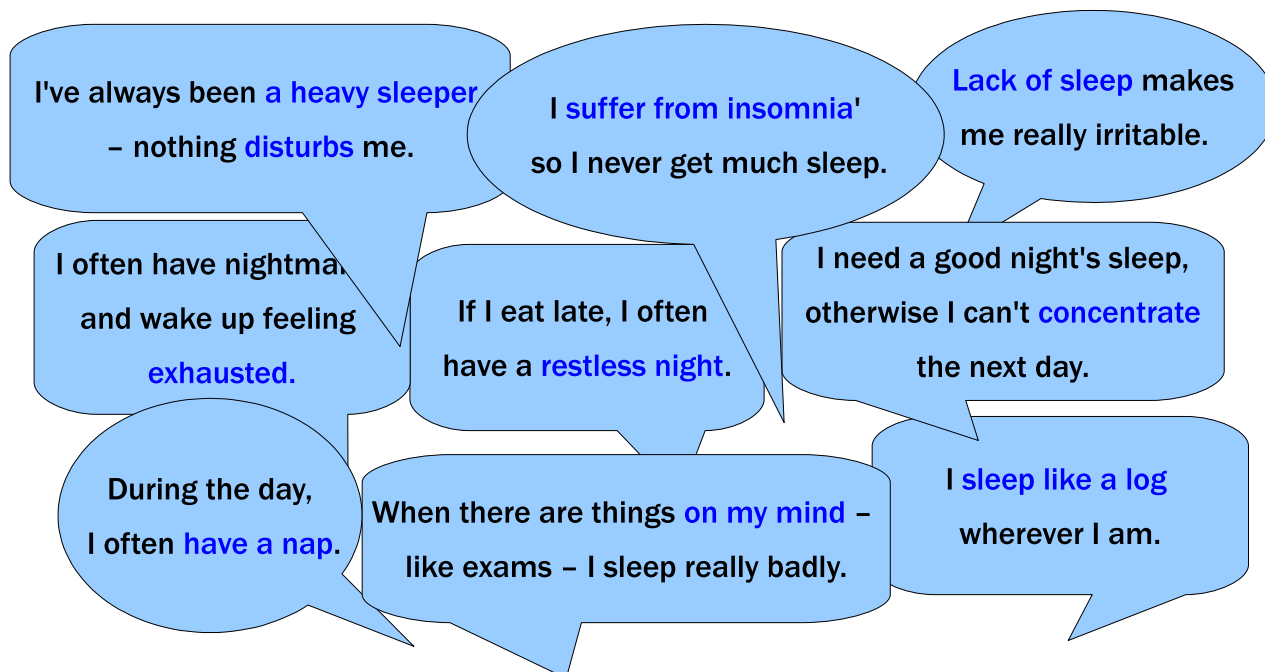 I've always been a heavy sleeper
– nothing disturbs me.
I suffer from insomnia'
so I never get much sleep.
Lack of sleep makes
me really irritable.
I often have
and wake up feeling
exhausted.
If I eat late, I often
have a restless night.
I need a good night's sleep,
otherwise I can't concentrate
the next day.
During the day,
I often have a nap.
When there are things on my mind –
like exams – I sleep really badly.
I sleep like a log
wherever I am.